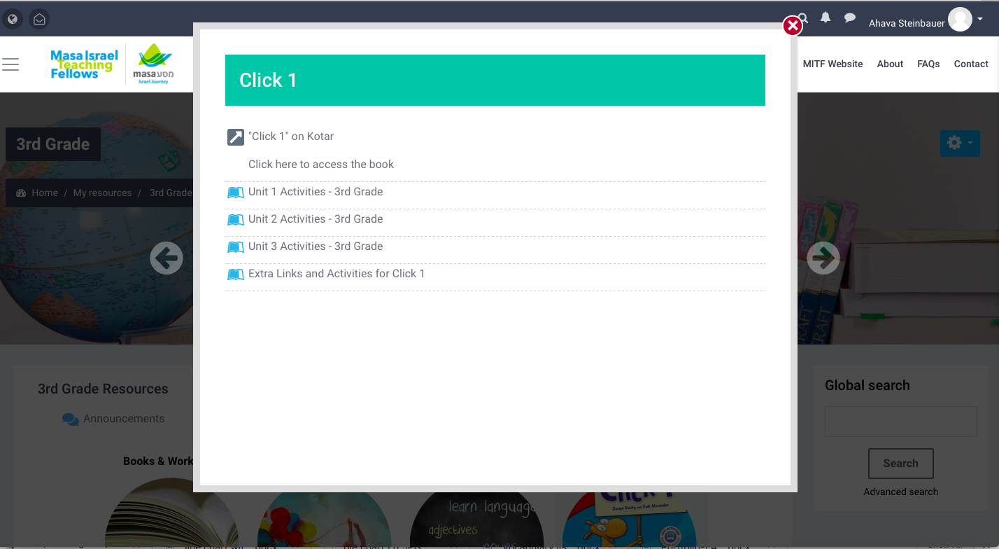 Ahava Steinbauer
Masa Israel
Teaching
Fellows
masa מסע
Israel Journey
MITF Website About FAQs Contact
Click 1
"Click 1" on Kotar
Click here to access the book
Unit 1 Activities - 3rd Grade
Unit 2 Activities - 3rd Grade
Unit 3 Activities - 3rd Grade
Extra Links and Activities for Click 1
3rd Grade
Home / My resources / 3rd Grade
3rd Grade Resources
Announcements
Books & Work
Global search
Search
Advanced search
learn language
adjectives
Click 1